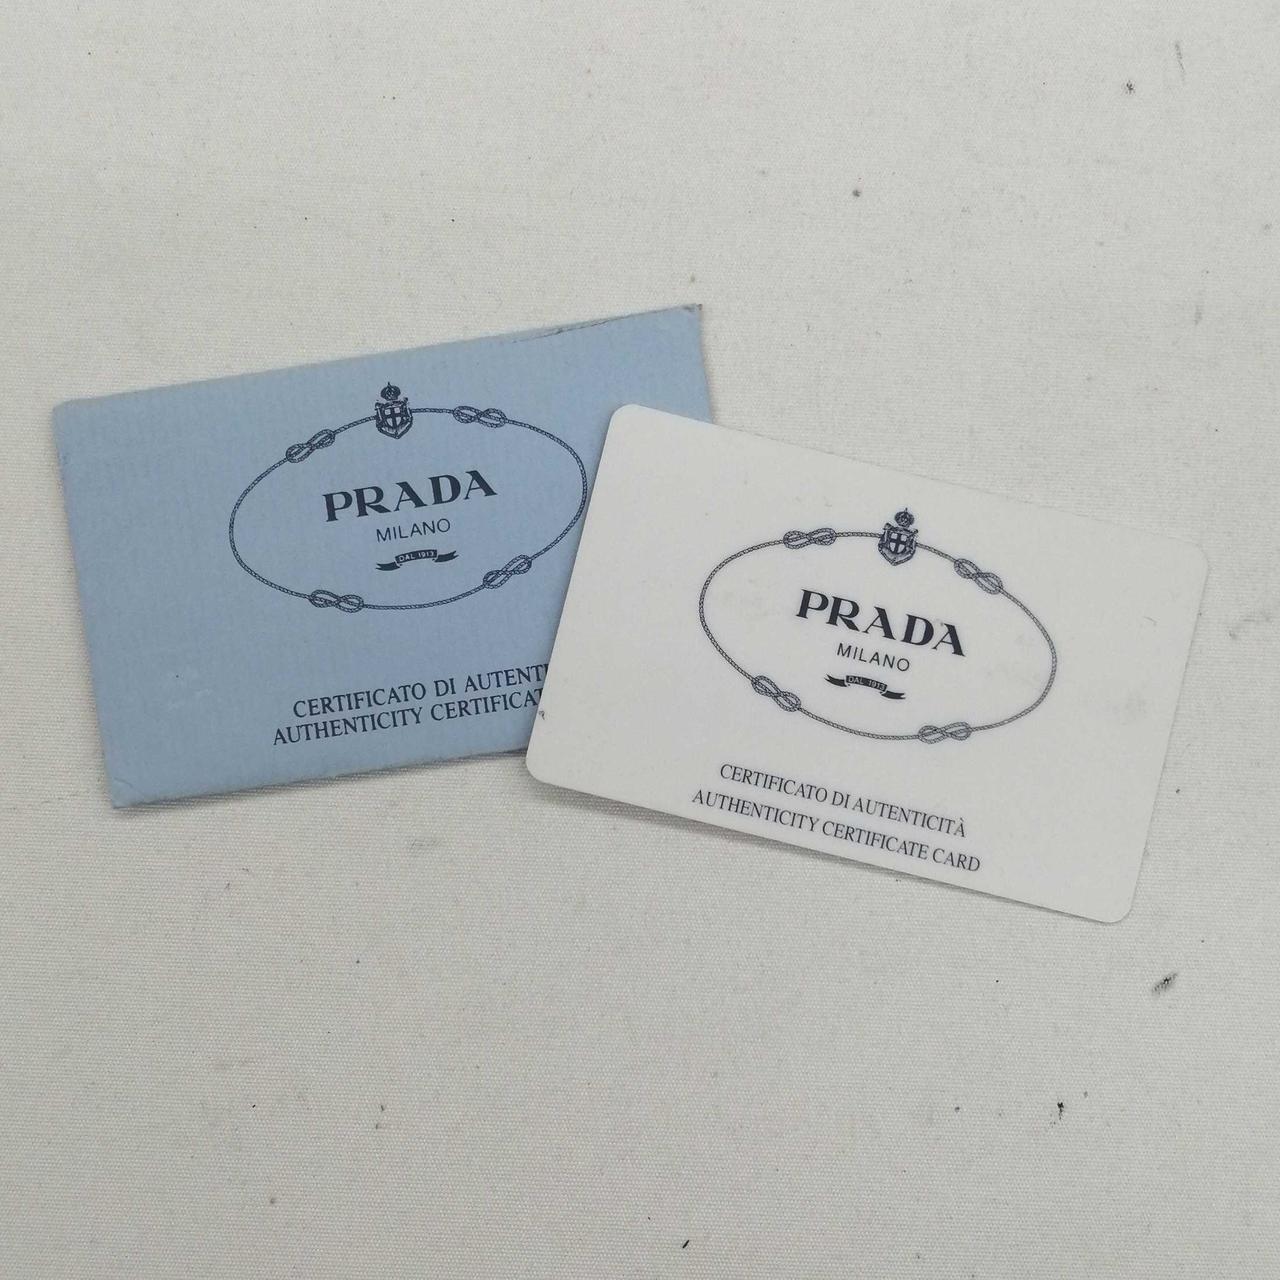 PRADA
MILANO
DAL 1913
CERTIFICATO DI AUTENTI
AUTHENTICITY CERTIFICAT
PRADA
MILANO
DAL 1913
CERTIFICATO DI AUTENTICITÀ
AUTHENTICITY CERTIFICATE CARD